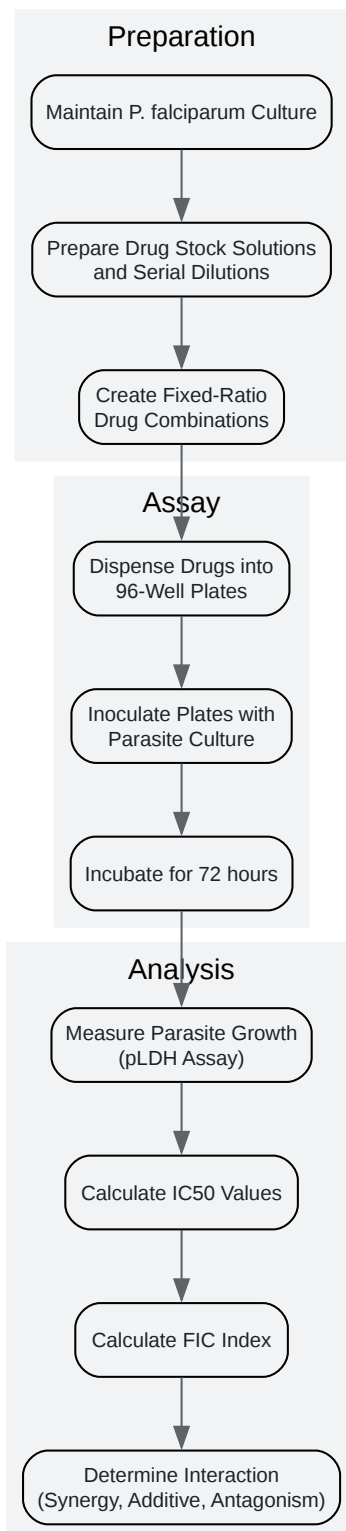 Preparation
Maintain P. falciparum Culture
Prepare Drug Stock Solutions
and Serial Dilutions
Create Fixed-Ratio
Drug Combinations
Assay
Dispense Drugs into
96-Well Plates
Inoculate Plates with
Parasite Culture
Incubate for 72 hours
Analysis
Measure Parasite Growth
(pLDH Assay)
Calculate IC50 Values
Calculate FIC Index
Determine Interaction
(Synergy, Additive, Antagonism)